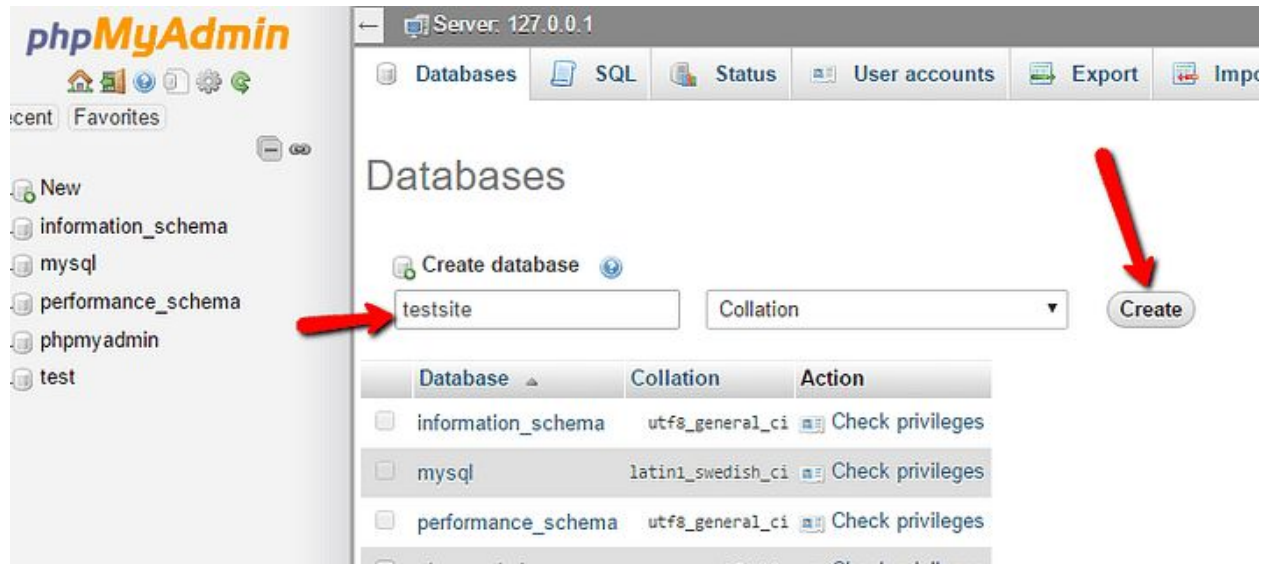 phpMyAdmin
Favorites
New
information_schema
mysql
performance_schema
phpmyadmin
test
← Server: 127.0.0.1
Databases SQL Status User accounts Export
Databases
Create database
testsite Collation Create
Database Collation Action
information_schema utf8_general_ci Check privileges
mysql latin1_swedish_ci Check privileges
performance_schema utf8_general_ci Check privileges